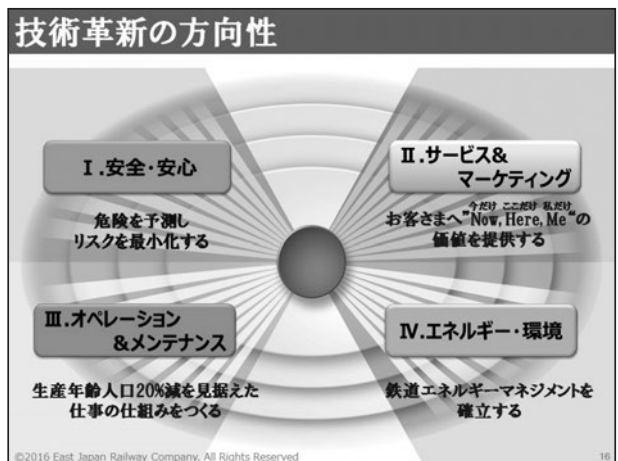 技術革新の方向性
Ⅰ.安全・安心
危険を予測し
リスクを最小化する
Ⅱ.サービス&
マーケティング
今だけ ここだけ 私だけ
お客さまへ"Now,Here,Me"の
価値を提供する
Ⅲ.オペレーション
&メンテナンス
生産年齢人口20%減を見据えた
仕事の仕組みをつくる
Ⅳ.エネルギー・環境
鉄道エネルギーマネジメントを
確立する
©2016 East Japan Railway Company. All Rights Reserved
16